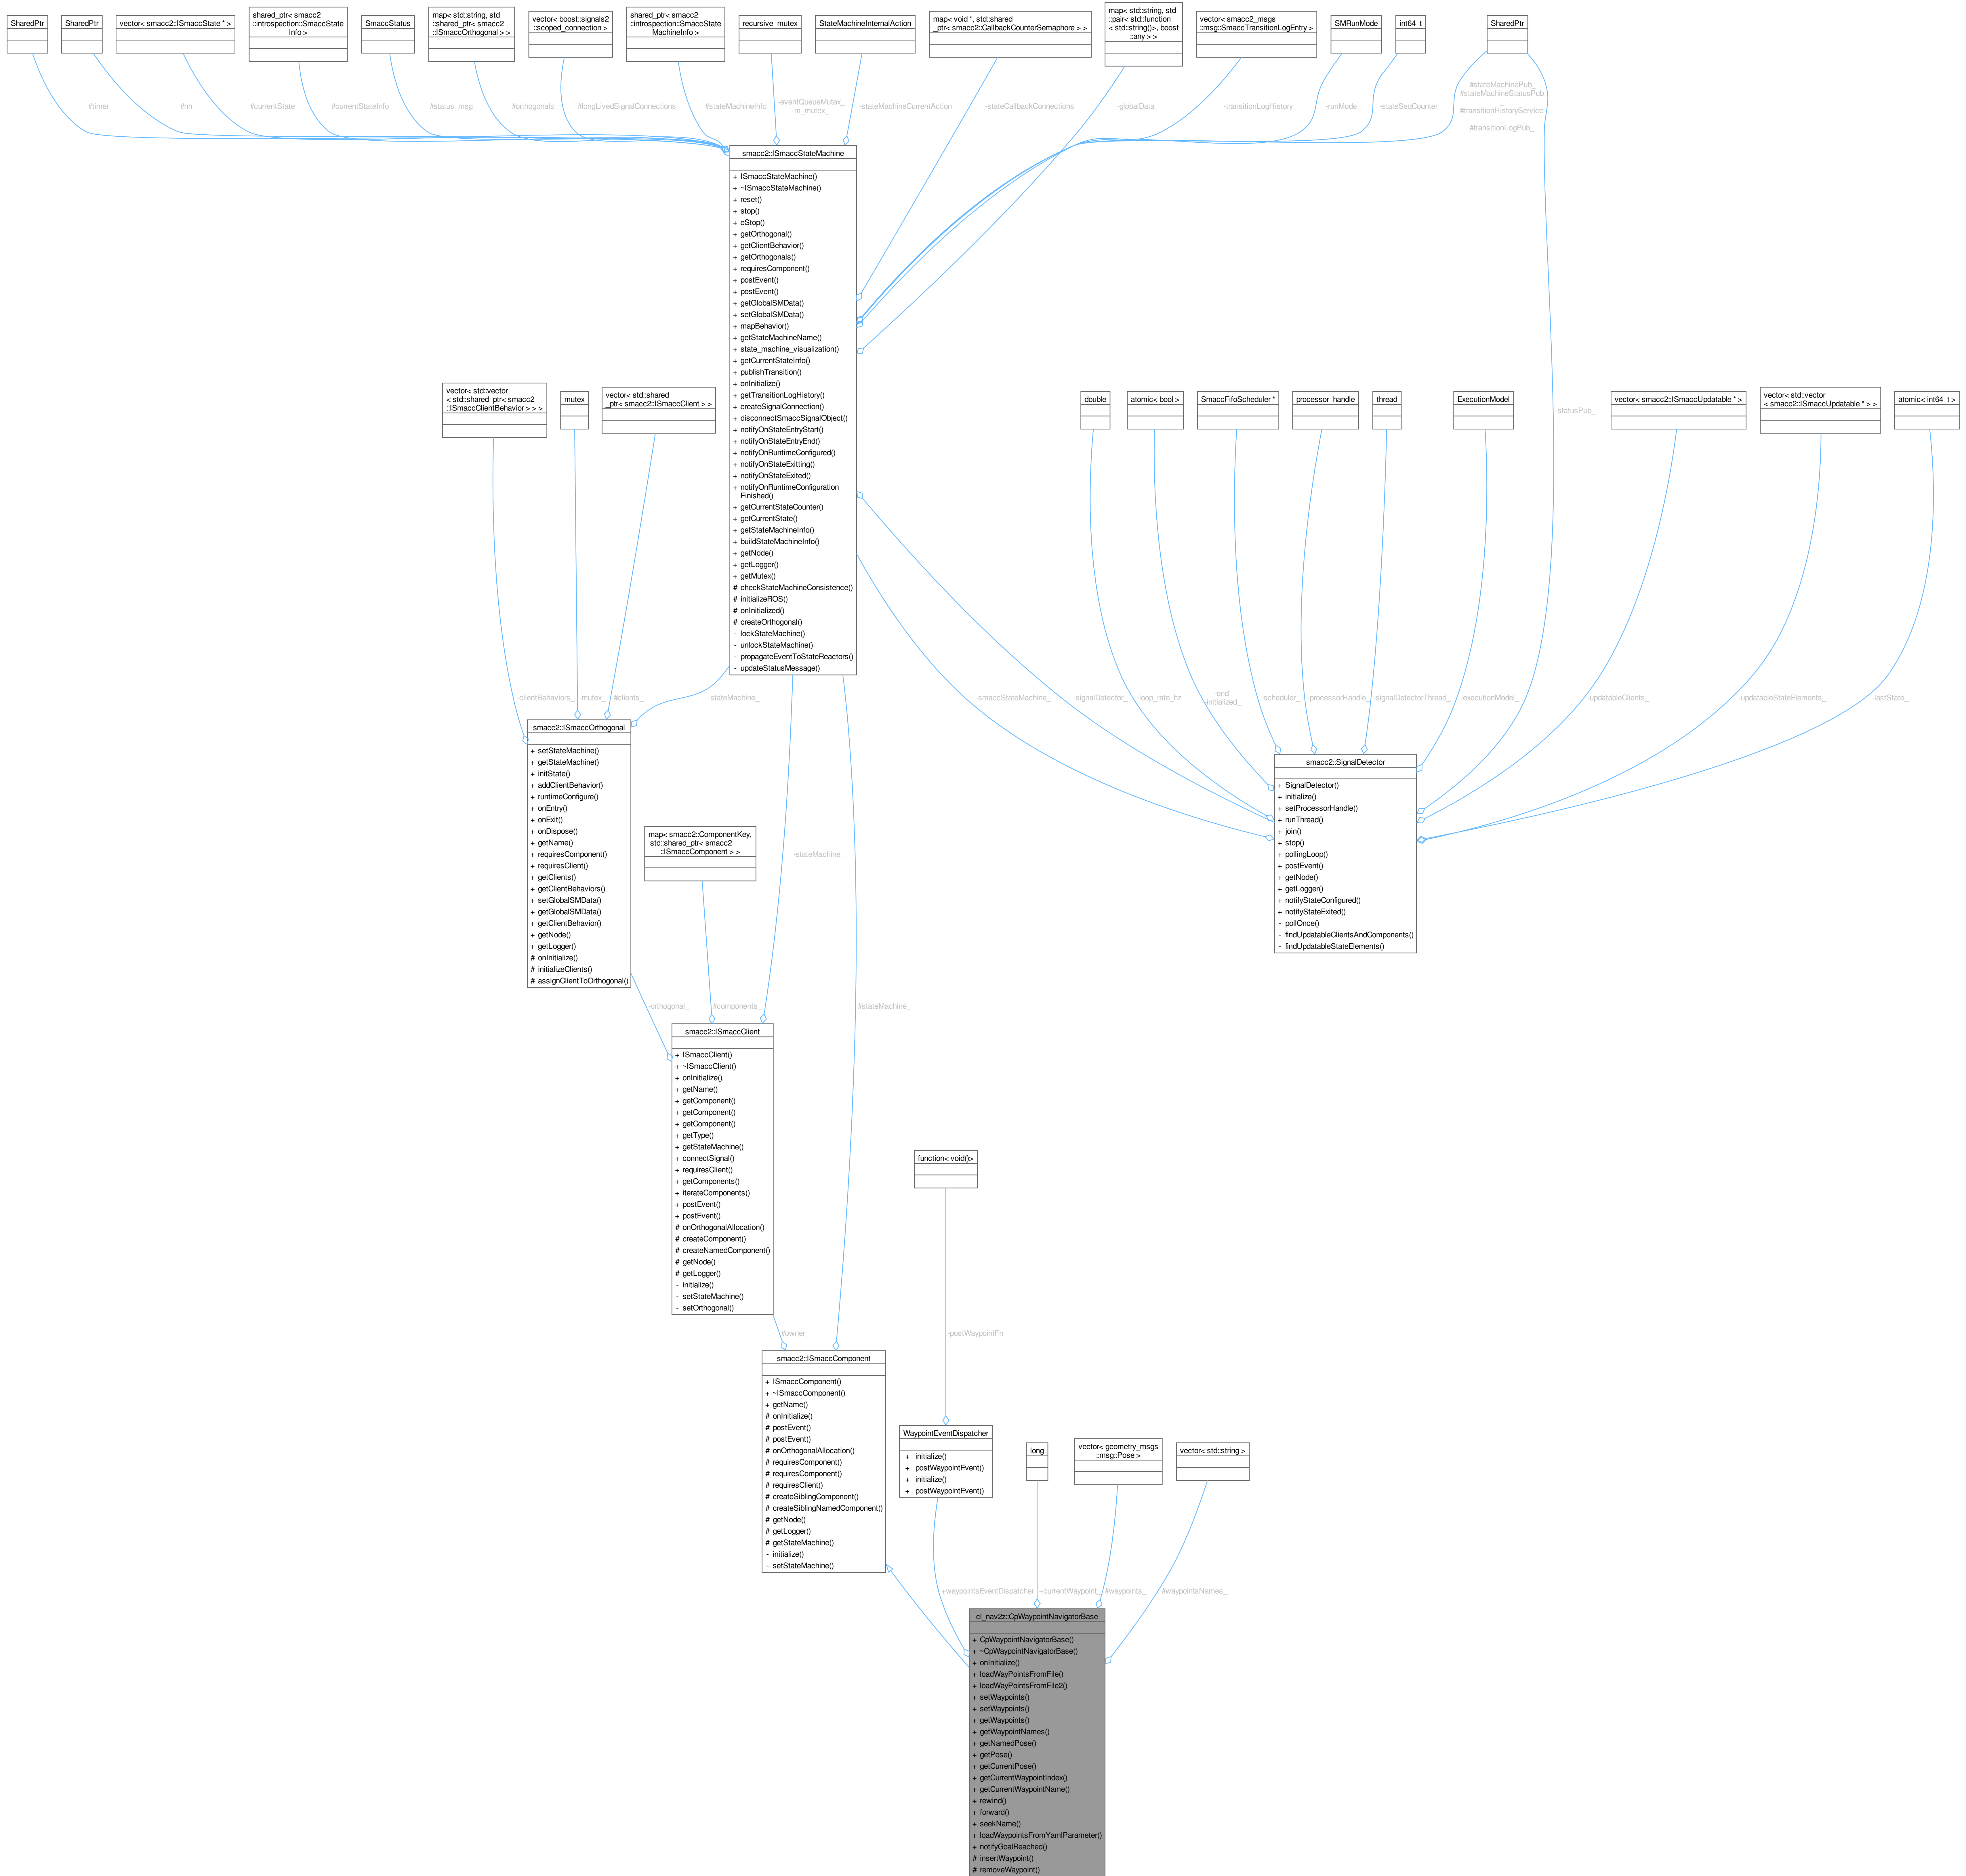 SharedPtr
SharedPtr
vector< smacc2::ISmaccState * >
shared_ptr< smacc2
::introspection::SmaccState
Info >
SmaccStatus
map< std::string, std
::shared_ptr< smacc2
::ISmaccOrthogonal > >
vector< boost::signals2
::scoped_connection >
shared_ptr< smacc2
::introspection::SmaccState
MachineInfo >
recursive_mutex
StateMachineInternalAction
map< void *, std::shared
_ptr< smacc2::CallbackCounterSemaphore > >
map< std::string, std
::pair< std::function
< std::string()>, boost
::any > >
vector< smacc2_msgs
::msg::SmaccTransitionLogEntry >
SMRunMode
int64_t
SharedPtr
#timer_
#nh_
#currentState_
#currentStateInfo_
#status_msg_
#orthogonals_
#longLivedSignalConnections_
#stateMachineInfo_
-eventQueueMutex_
-m_mutex_
-stateMachineCurrentAction
-stateCallbackConnections
-globalData_
-transitionLogHistory_
-runMode_
-stateSeqCounter_
#stateMachinePub_
#stateMachineStatusPub
_
#transitionHistoryService
_
#transitionLogPub_
smacc2::ISmaccStateMachine
+ ISmaccStateMachine()
+ ~ISmaccStateMachine()
+ reset()
+ stop()
+ eStop()
+ getOrthogonal()
+ getClientBehavior()
+ getOrthogonals()
+ requiresComponent()
+ postEvent()
+ postEvent()
+ getGlobalSMData()
+ setGlobalSMData()
+ mapBehavior()
+ getStateMachineName()
+ state_machine_visualization()
+ getCurrentStateInfo()
+ publishTransition()
+ onInitialize()
+ getTransitionLogHistory()
+ createSignalConnection()
+ disconnectSmaccSignalObject()
+ notifyOnStateEntryStart()
+ notifyOnStateEntryEnd()
+ notifyOnRuntimeConfigured()
+ notifyOnStateExitting()
+ notifyOnStateExited()
+ notifyOnRuntimeConfiguration
Finished()
+ getCurrentStateCounter()
+ getCurrentState()
+ getStateMachineInfo()
+ buildStateMachineInfo()
+ getNode()
+ getLogger()
+ getMutex()
# checkStateMachineConsistence()
# initializeROS()
# onInitialized()
# createOrthogonal()
- lockStateMachine()
- unlockStateMachine()
- propagateEventToStateReactors()
- updateStatusMessage()
vector< std::vector
< std::shared_ptr< smacc2
::ISmaccClientBehavior > > >
mutex
vector< std::shared
_ptr< smacc2::ISmaccClient > >
double
atomic< bool >
SmaccFifoScheduler *
processor_handle
thread
ExecutionModel
-statusPub_
vector< smacc2::ISmaccUpdatable * >
vector< std::vector
< smacc2::ISmaccUpdatable * > >
atomic< int64_t >
-clientBehaviors_
-mutex_
#clients_
-stateMachine_
-smaccStateMachine_
-signalDetector_
-loop_rate_hz
-end_
-initialized_
-scheduler_
-processorHandle_
-signalDetectorThread_
-executionModel_
-updatableClients_
-updatableStateElements_
-lastState_
smacc2::ISmaccOrthogonal
+ setStateMachine()
+ getStateMachine()
+ initState()
+ addClientBehavior()
+ runtimeConfigure()
+ onEntry()
+ onExit()
+ onDispose()
+ getName()
+ requiresComponent()
+ requiresClient()
+ getClients()
+ getClientBehaviors()
+ setGlobalSMData()
+ getGlobalSMData()
+ getClientBehavior()
+ getNode()
+ getLogger()
# onInitialize()
# initializeClients()
# assignClientToOrthogonal()
smacc2::SignalDetector
+ SignalDetector()
+ initialize()
+ setProcessorHandle()
+ runThread()
+ join()
+ stop()
+ pollingLoop()
+ postEvent()
+ getNode()
+ getLogger()
+ notifyStateConfigured()
+ notifyStateExited()
- pollOnce()
- findUpdatableClientsAndComponents()
- findUpdatableStateElements()
map< smacc2::ComponentKey,
std::shared_ptr< smacc2
::ISmaccComponent > >
-stateMachine_
-orthogonal_
#components_
#stateMachine_
smacc2::ISmaccClient
+ ISmaccClient()
+ ~ISmaccClient()
+ onInitialize()
+ getName()
+ getComponent()
+ getComponent()
+ getComponent()
+ getType()
+ getStateMachine()
+ connectSignal()
+ requiresClient()
+ getComponents()
+ iterateComponents()
+ postEvent()
+ postEvent()
# onOrthogonalAllocation()
# createComponent()
# createNamedComponent()
# getNode()
# getLogger()
- initialize()
- setStateMachine()
- setOrthogonal()
function< void()>
#owner_
-postWaypointFn
smacc2::ISmaccComponent
+ ISmaccComponent()
+ ~ISmaccComponent()
+ getName()
# onInitialize()
# postEvent()
# postEvent()
# onOrthogonalAllocation()
# requiresComponent()
# requiresComponent()
# requiresClient()
# createSiblingComponent()
# createSiblingNamedComponent()
# getNode()
# getLogger()
# getStateMachine()
- initialize()
- setStateMachine()
WaypointEventDispatcher
+ initialize()
+ postWaypointEvent()
+ initialize()
+ postWaypointEvent()
long
vector< geometry_msgs
::msg::Pose >
vector< std::string >
+waypointsEventDispatcher
+currentWaypoint_
#waypoints_
#waypointsNames_
cl_nav2z::CpWaypointNavigatorBase
+ CpWaypointNavigatorBase()
+ ~CpWaypointNavigatorBase()
+ onInitialize()
+ loadWayPointsFromFile()
+ loadWayPointsFromFile2()
+ setWaypoints()
+ setWaypoints()
+ getWaypoints()
+ getWaypointNames()
+ getNamedPose()
+ getPose()
+ getCurrentPose()
+ getCurrentWaypointIndex()
+ getCurrentWaypointName()
+ rewind()
+ forward()
+ seekName()
+ loadWaypointsFromYamlParameter()
+ notifyGoalReached()
# insertWaypoint()
# removeWaypoint()